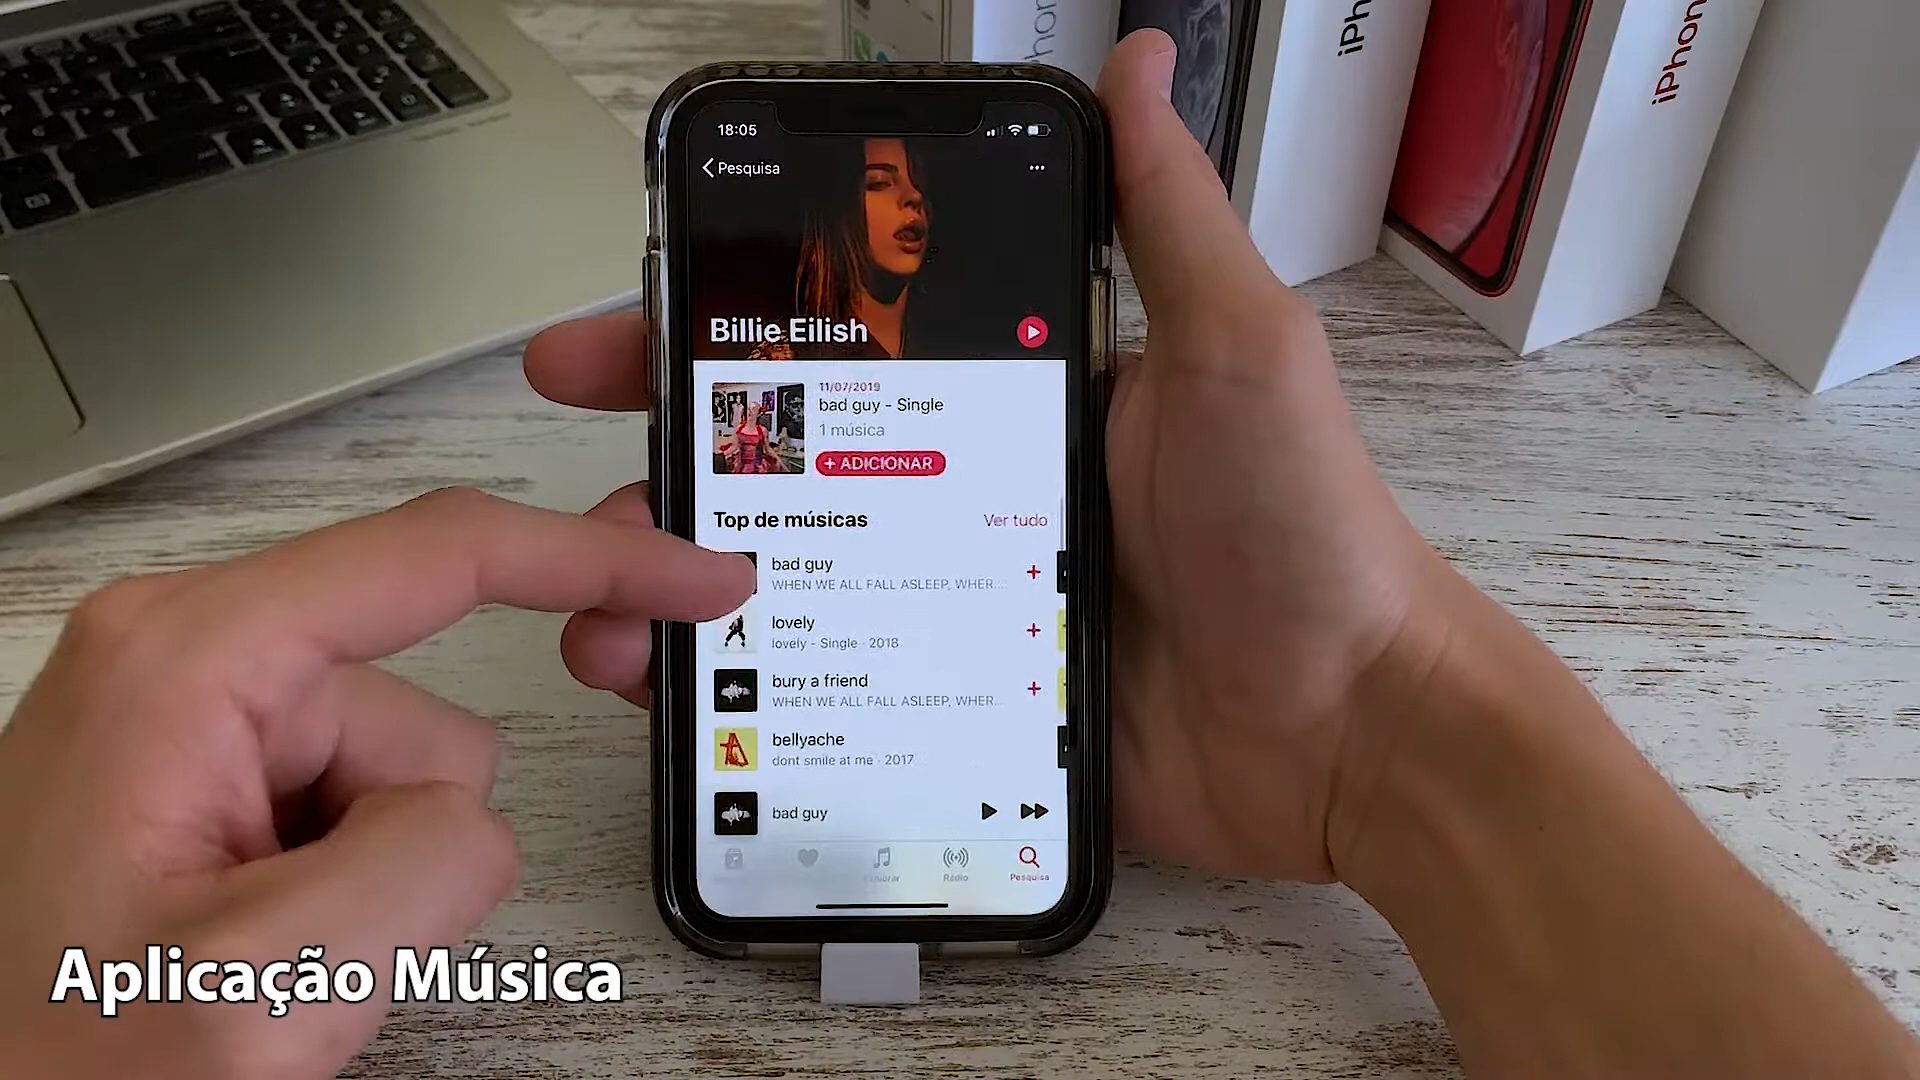 iPhon
iPh
hon
18:05
Pesquisa
Billie Eilish
11/07/2019
bad guy - Single
1 música
+ ADICIONAR
Top de músicas
Ver tudo
bad guy
WHEN WE ALL FALL ASLEEP, WHER...
lovely
lovely - Single · 2018
bury a friend
WHEN WE ALL FALL ASLEEP, WHER...
bellyache
dont smile at me · 2017
bad guy
Rádio
Pesquisa
Aplicação Música